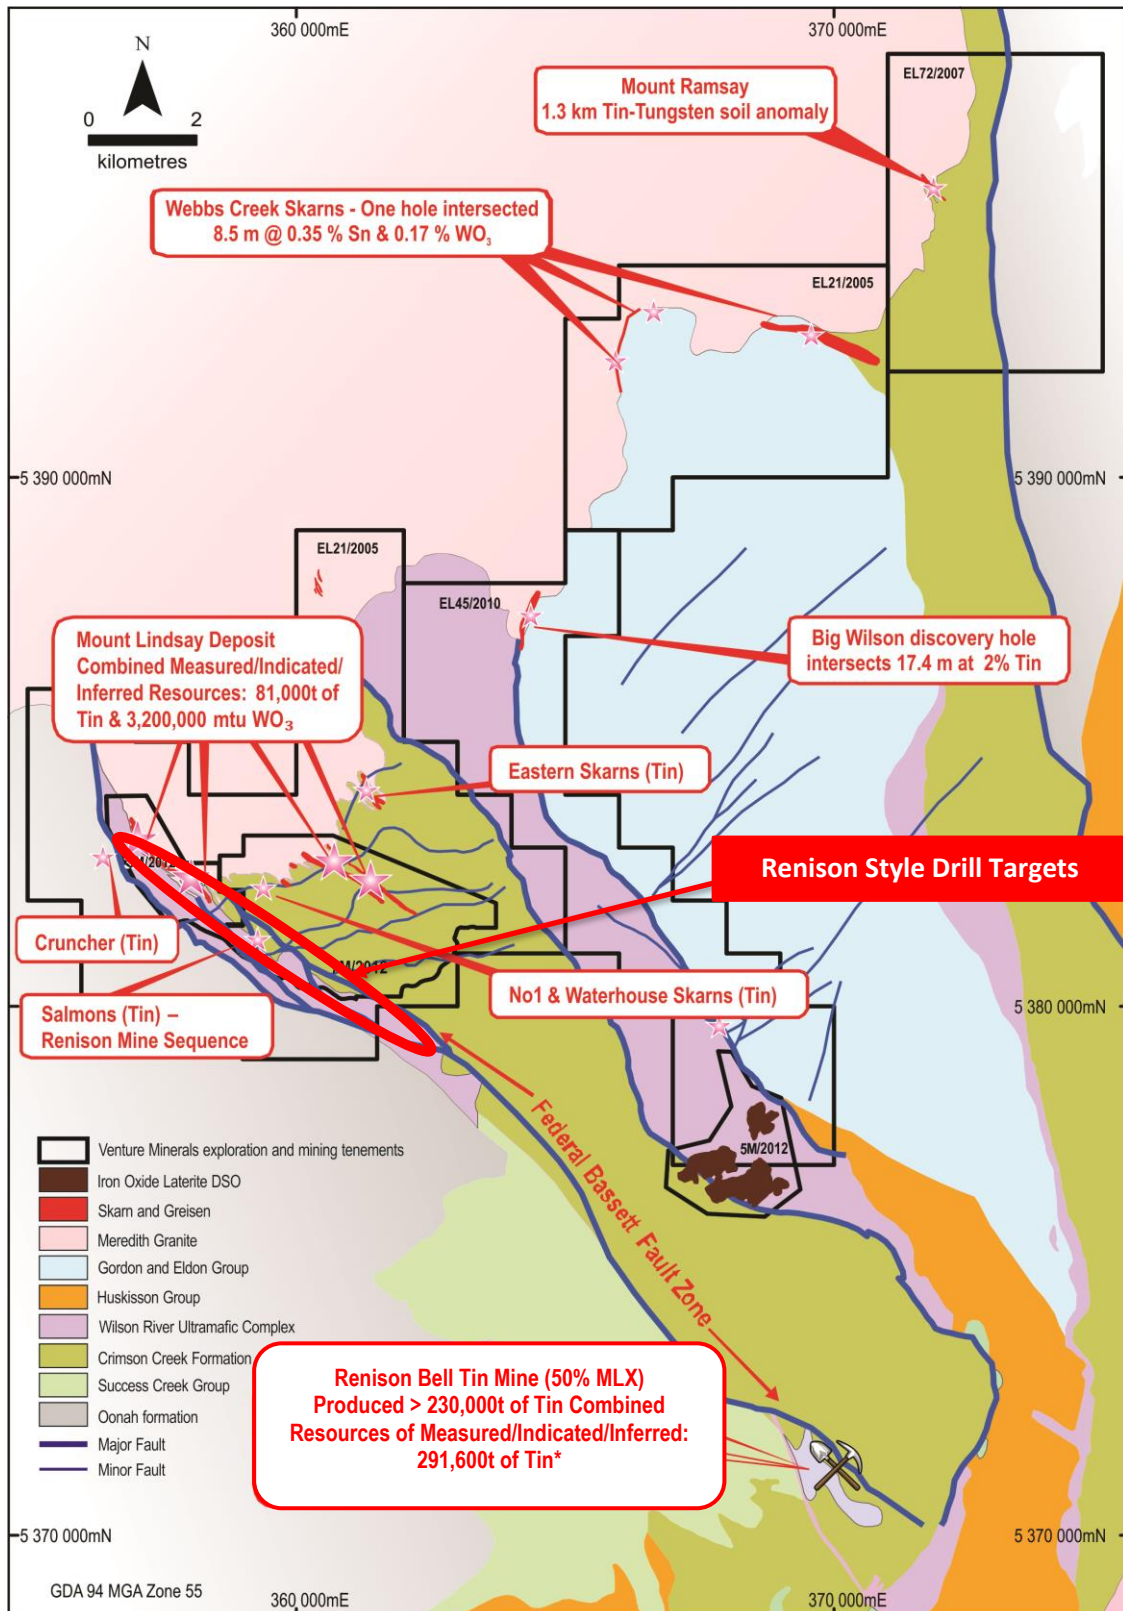 360 000mE
370 000mE
N
0 2
kilometres
EL72/2007
Mount Ramsay
1.3 km Tin-Tungsten soil anomaly
Webbs Creek Skarns - One hole intersected
8.5 m @ 0.35 % Sn & 0.17 % WO₃
EL21/2005
5 390 000mN
5 390 000mN
EL21/2005
EL45/2010
Mount Lindsay Deposit
Combined Measured/Indicated/
Inferred Resources: 81,000t of
Tin & 3,200,000 mtu WO₃
Big Wilson discovery hole
intersects 17.4 m at 2% Tin
Eastern Skarns (Tin)
Renison Style Drill Targets
M/2012
Cruncher (Tin)
M/2012
No1 & Waterhouse Skarns (Tin)
Salmons (Tin) –
Renison Mine Sequence
5 380 000mN
Federal Bassett Fault Zone
5M/2012
Venture Minerals exploration and mining tenements
Iron Oxide Laterite DSO
Skarn and Greisen
Meredith Granite
Gordon and Eldon Group
Huskisson Group
Wilson River Ultramafic Complex
Crimson Creek Formation
Success Creek Group
Oonah formation
Major Fault
Minor Fault
Renison Bell Tin Mine (50% MLX)
Produced > 230,000t of Tin Combined
Resources of Measured/Indicated/Inferred:
291,600t of Tin*
5 370 000mN
5 370 000mN
GDA 94 MGA Zone 55
360 000mE
370 000mE